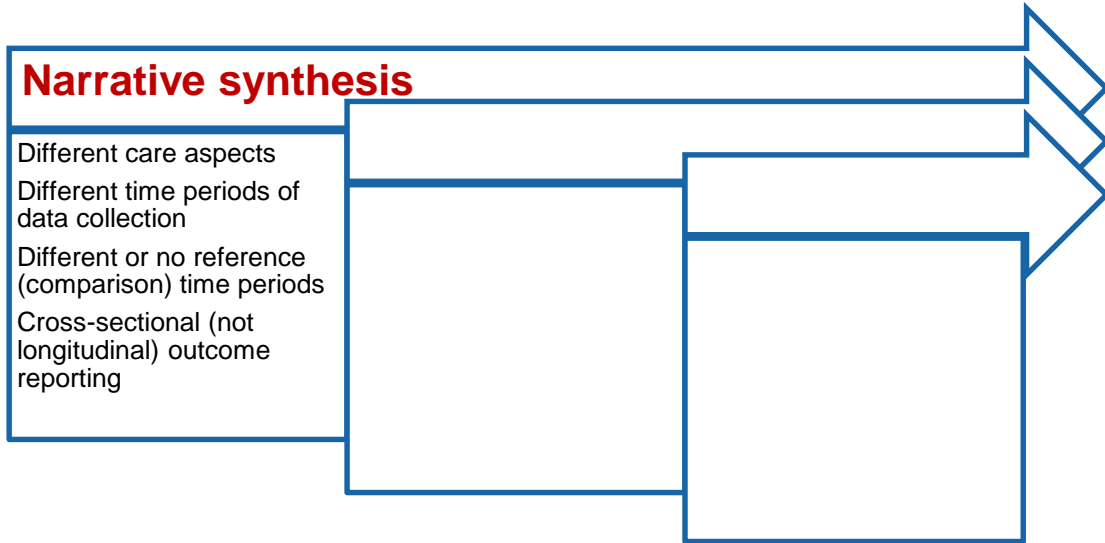 Narrative synthesis
Different care aspects
Different time periods of
data collection
Different or no reference
(comparison) time periods
Cross-sectional (not
longitudinal) outcome
reporting